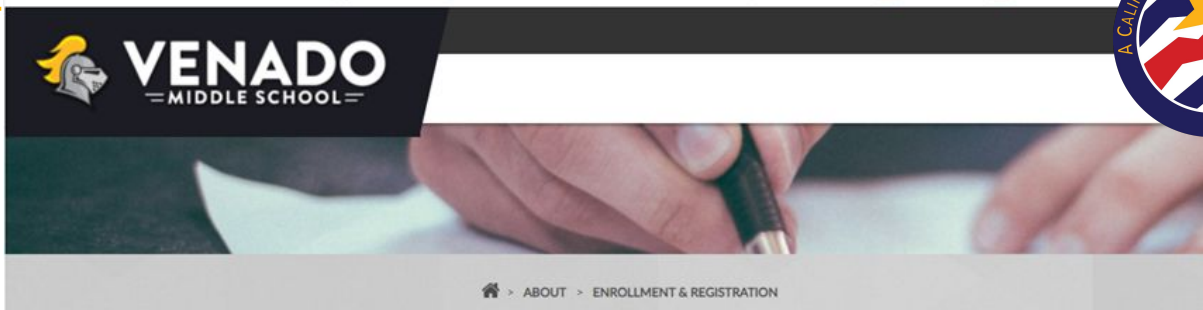 VENADO
MIDDLE SCHOOL
A CALI
> ABOUT > ENROLLMENT & REGISTRATION